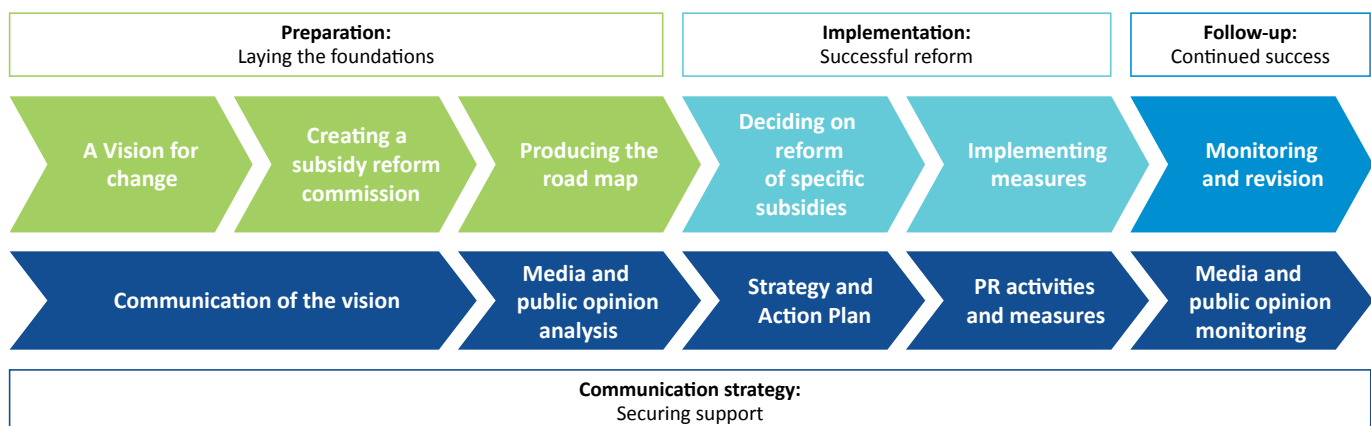 Preparation:
Laying the foundations
Implementation:
Successful reform
Follow-up:
Continued success
A Vision for
change
Creating a
subsidy reform
commission
Producing the
road map
Deciding on
reform
of specific
subsidies
Implementing
measures
Monitoring
and revision
Communication of the vision
Media and
public opinion
analysis
Strategy and
Action Plan
PR activities
and measures
Media and
public opinion
monitoring
Communication strategy:
Securing support